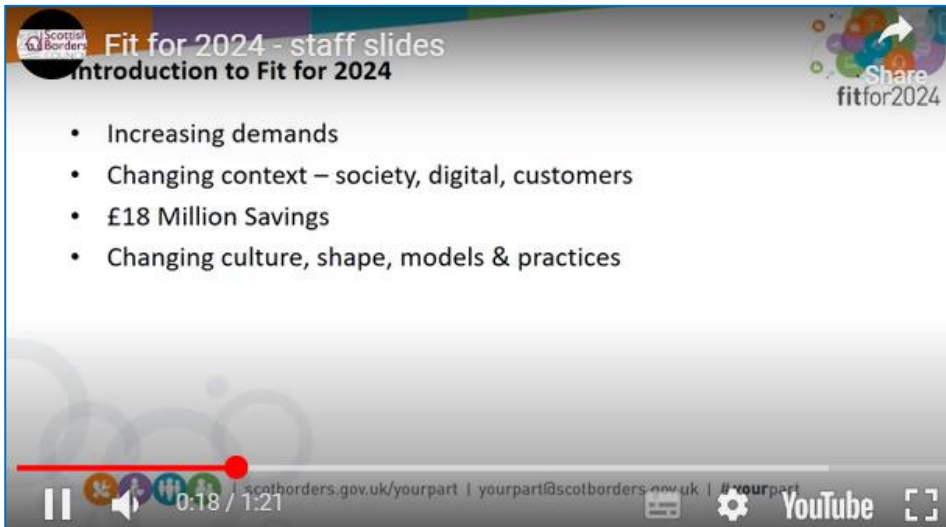 Scottish
Borders
COUNCIL
Fit for 2024 - staff slides
Introduction to Fit for 2024
Share
fitfor2024
• Increasing demands
• Changing context – society, digital, customers
• £18 Million Savings
• Changing culture, shape, models & practices
| scotborders.gov.uk/yourpart | yourpart@scotborders.gov.uk | #yourpart
0:18 / 1:21
YouTube